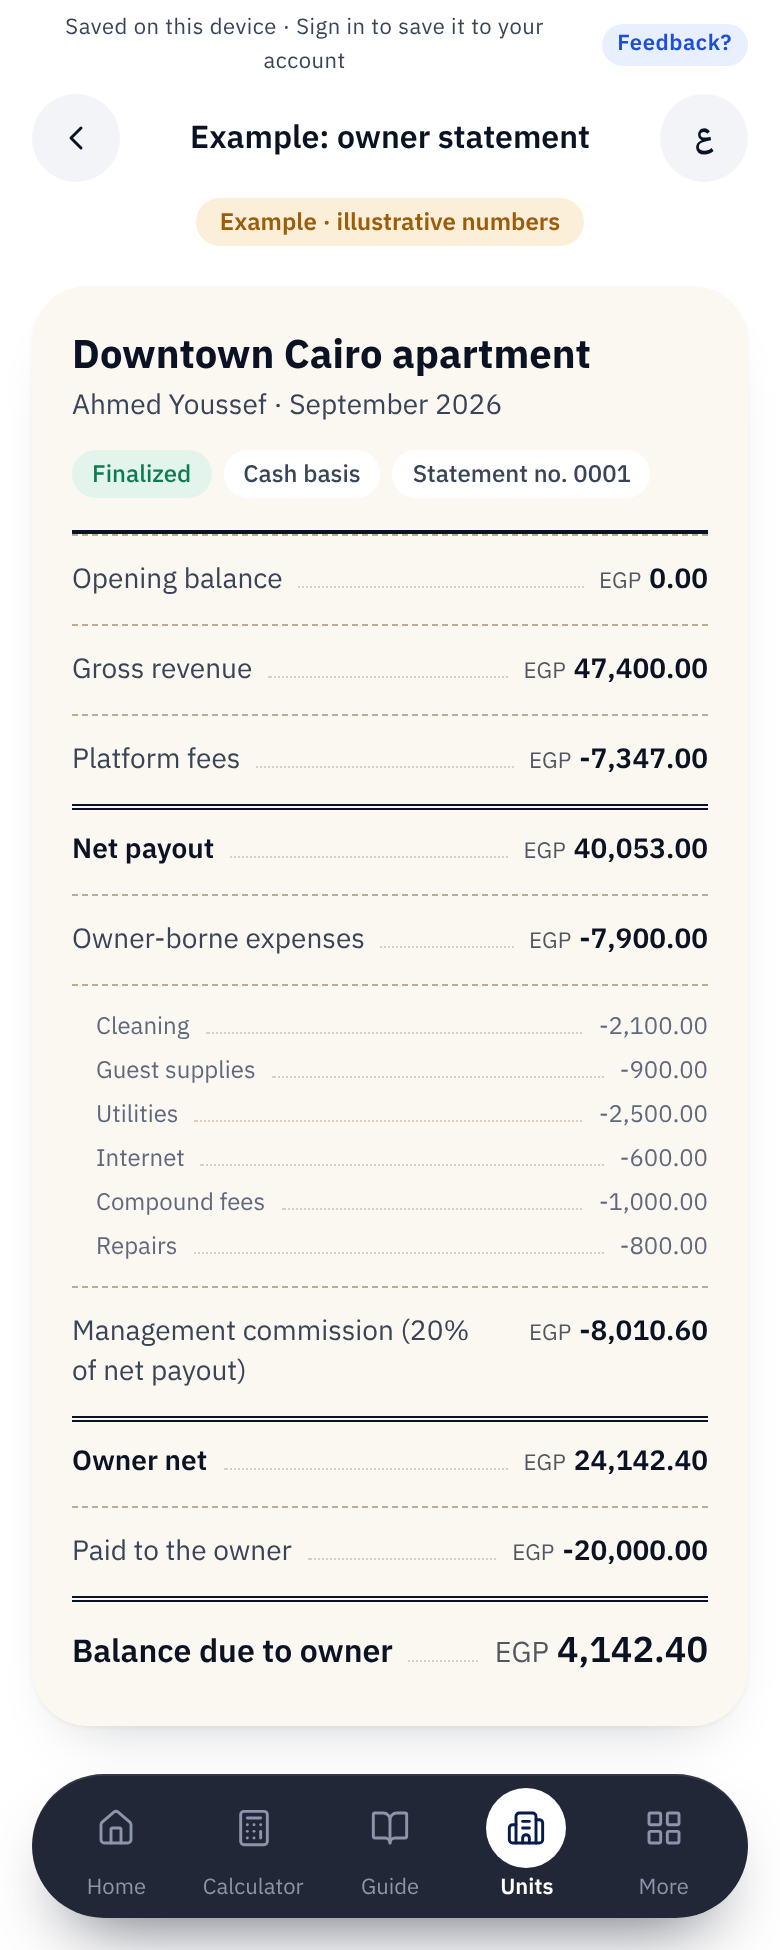 Saved on this device · Sign in to save it to your
account
Feedback?
Example: owner statement
ع
Example · illustrative numbers
Downtown Cairo apartment
Ahmed Youssef · September 2026
Finalized Cash basis Statement no. 0001
Opening balance EGP 0.00
Gross revenue EGP 47,400.00
Platform fees EGP -7,347.00
Net payout EGP 40,053.00
Owner-borne expenses EGP -7,900.00
Cleaning -2,100.00
Guest supplies -900.00
Utilities -2,500.00
Internet -600.00
Compound fees -1,000.00
Repairs -800.00
Management commission (20% EGP -8,010.60
of net payout)
Owner net EGP 24,142.40
Paid to the owner EGP -20,000.00
Balance due to owner EGP 4,142.40
Home Calculator Guide Units More